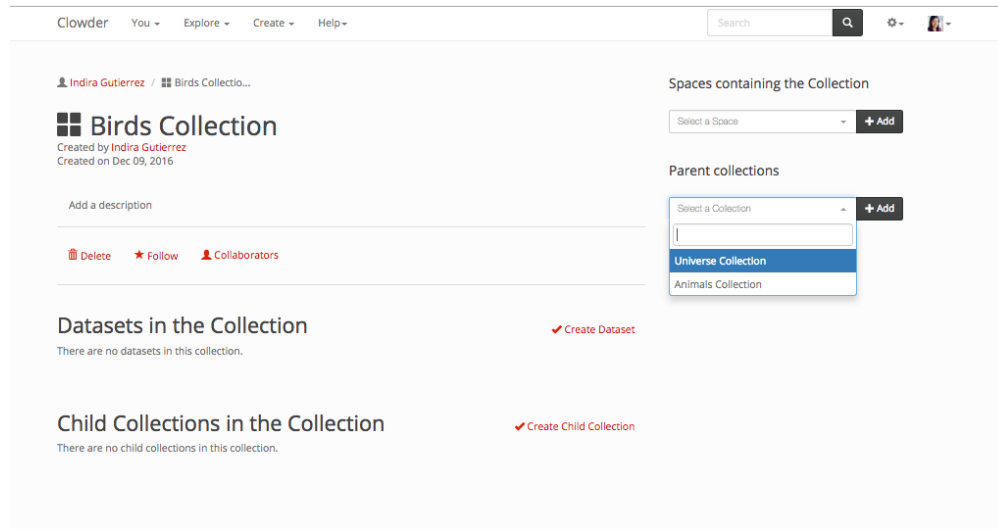 Clowder You Explore Create Help Search
Indira Gutierrez / Birds Collectio...
Birds Collection
Created by Indira Gutierrez
Created on Dec 09, 2016
Add a description
Delete Follow Collaborators
Datasets in the Collection
Create Dataset
There are no datasets in this collection.
Child Collections in the Collection
Create Child Collection
There are no child collections in this collection.
Spaces containing the Collection
Select a Space + Add
Parent collections
Select a Collection + Add
Universe Collection
Animals Collection